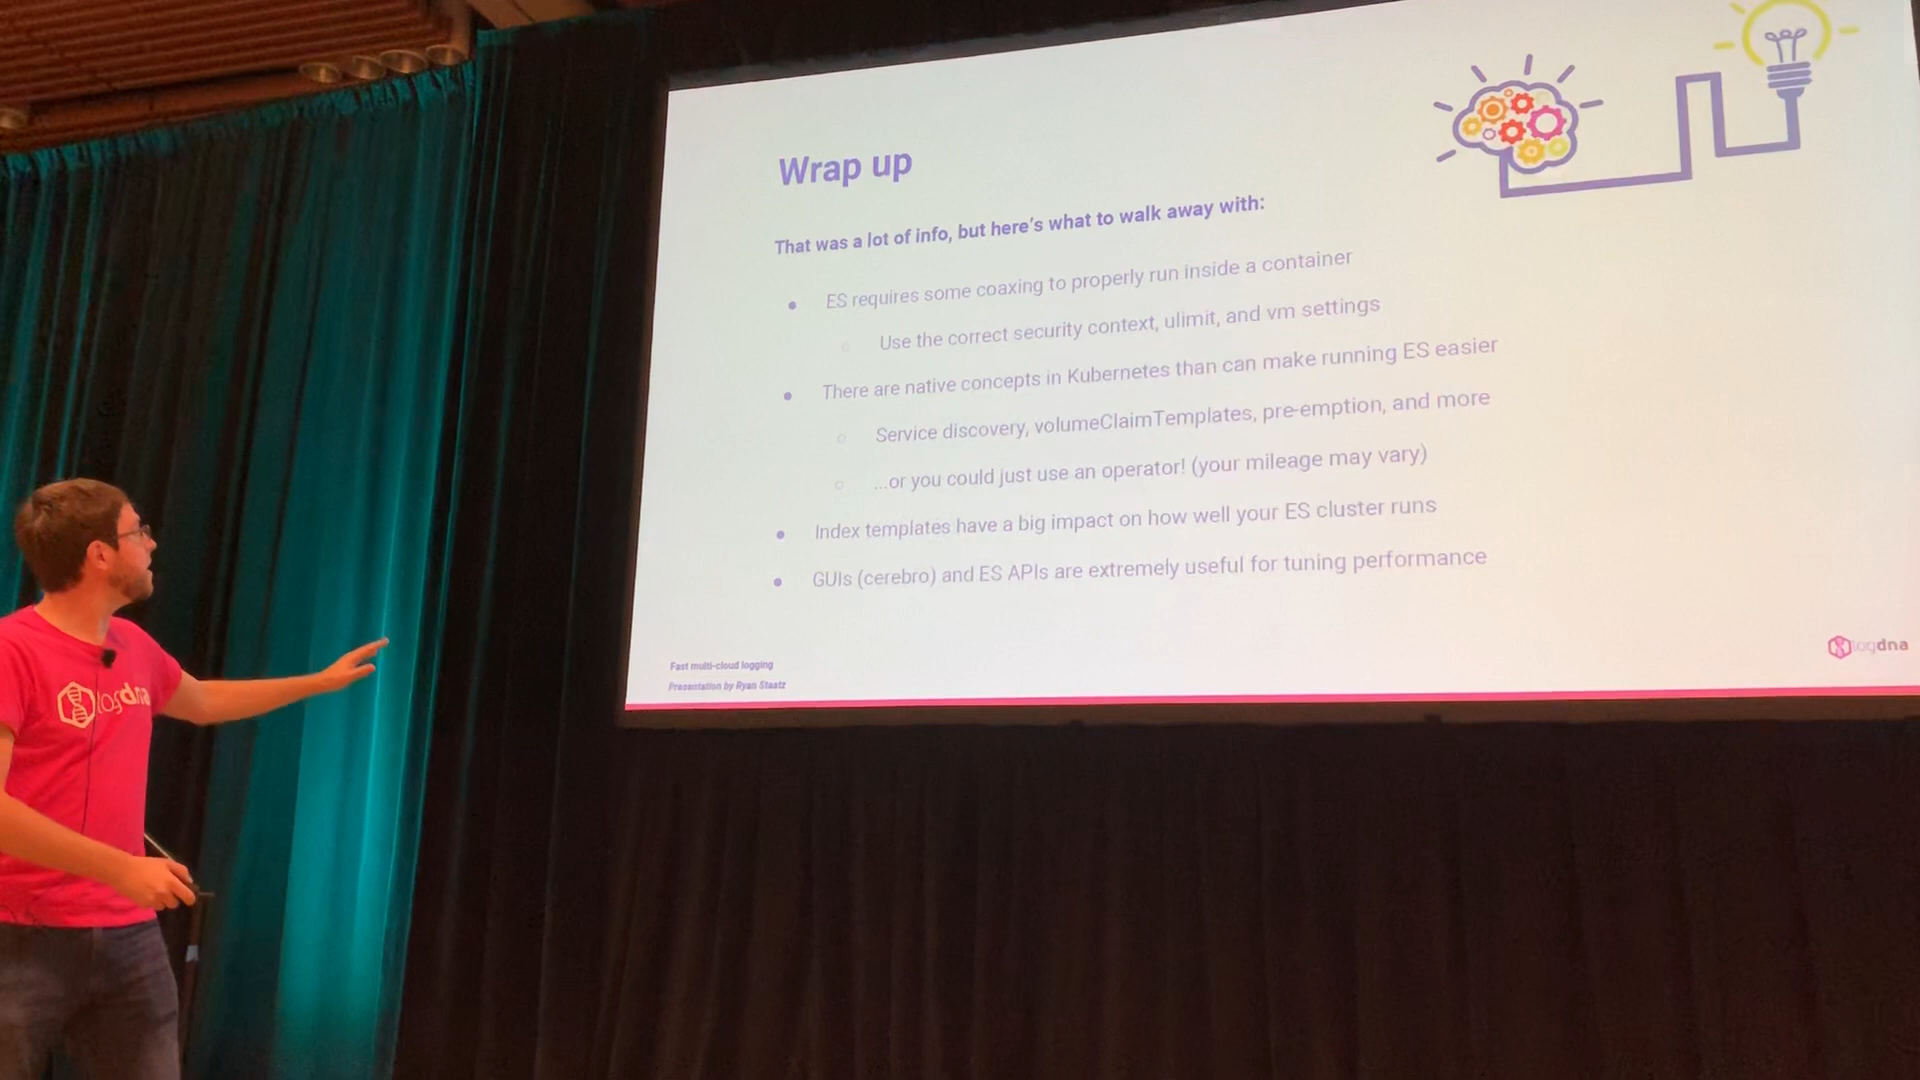 Wrap up
That was a lot of info, but here's what to walk away with:
ES requires some coaxing to properly run inside a container
Use the correct security context, ulimit, and vm settings
There are native concepts in Kubernetes than can make running ES easier
Service discovery, volumeClaimTemplates, pre-emption, and more
...or you could just use an operator! (your mileage may vary)
Index templates have a big impact on how well your ES cluster runs
GUIs (cerebro) and ES APIs are extremely useful for tuning performance
Fast multi-cloud logging
Presentation by Ryan Staatz
logdna
logdna